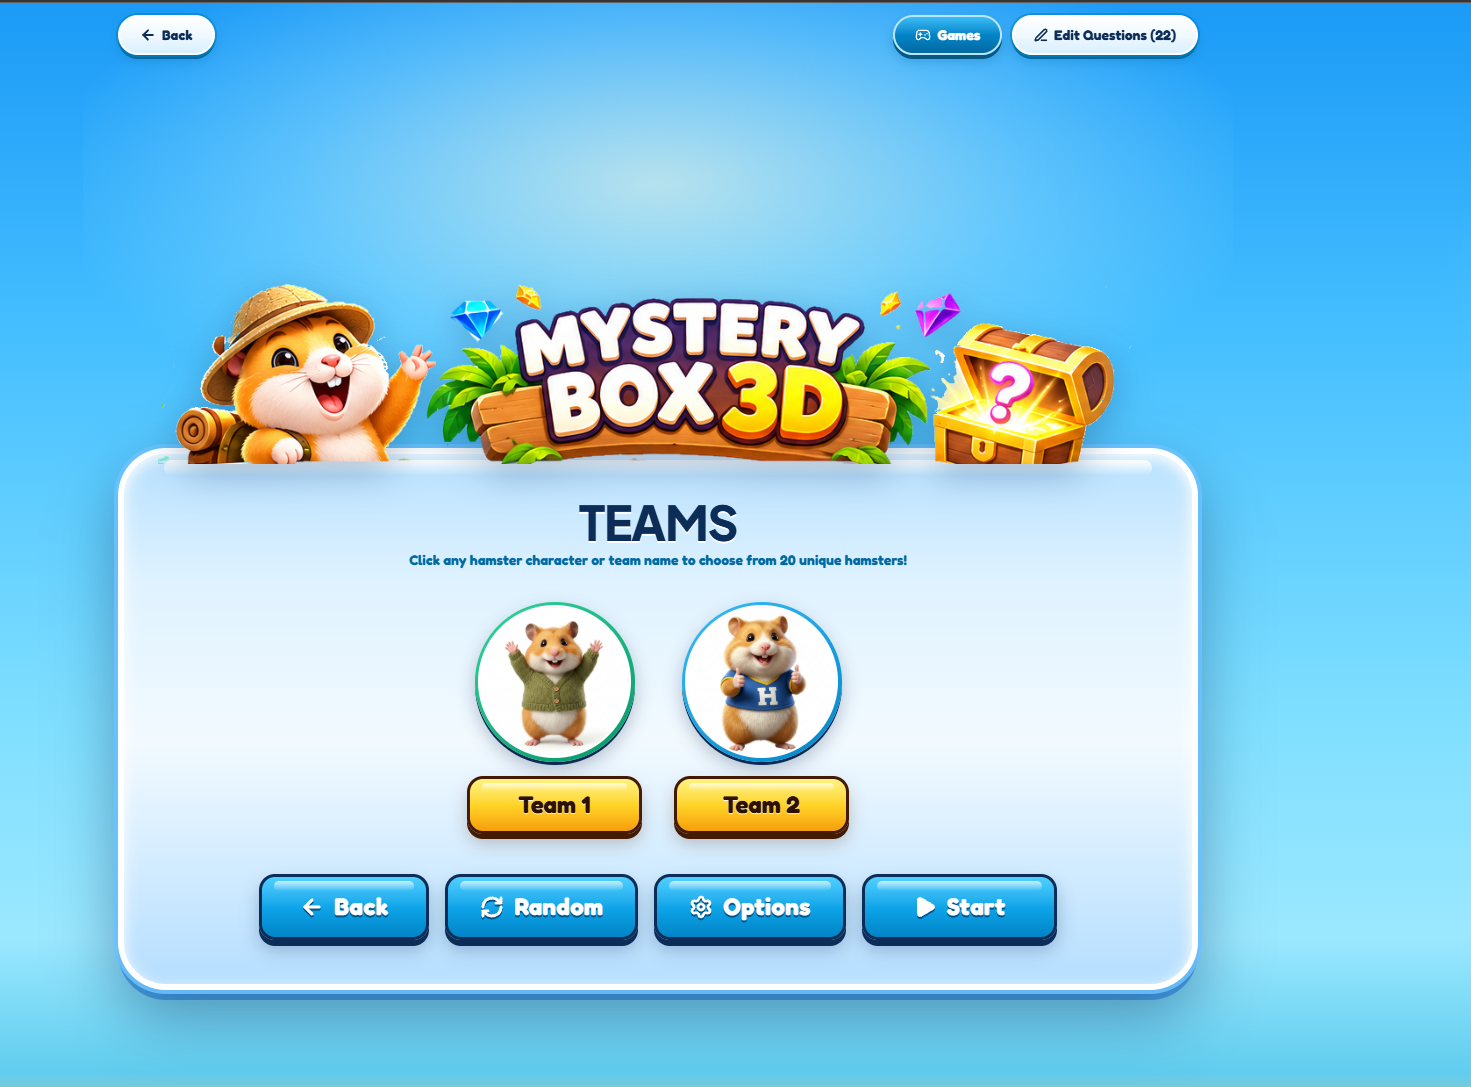 Back
Games
Edit Questions (22)
MYSTERY
BOX 3D
?
TEAMS
Click any hamster character or team name to choose from 20 unique hamsters!
H
Team 1
Team 2
Back
Random
Options
Start